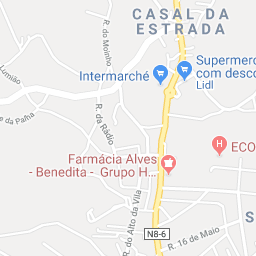 CASAL DA
ESTRADA
R. do Moinho
Intermarché
Supermerc
com desco
Lidl
Lumião
e da Palha
R. da Rádio
H
ECO
Farmácia Alves
- Benedita - Grupo H...
R. do Alto da Vila
S
N8-6
R. 16 de Maio